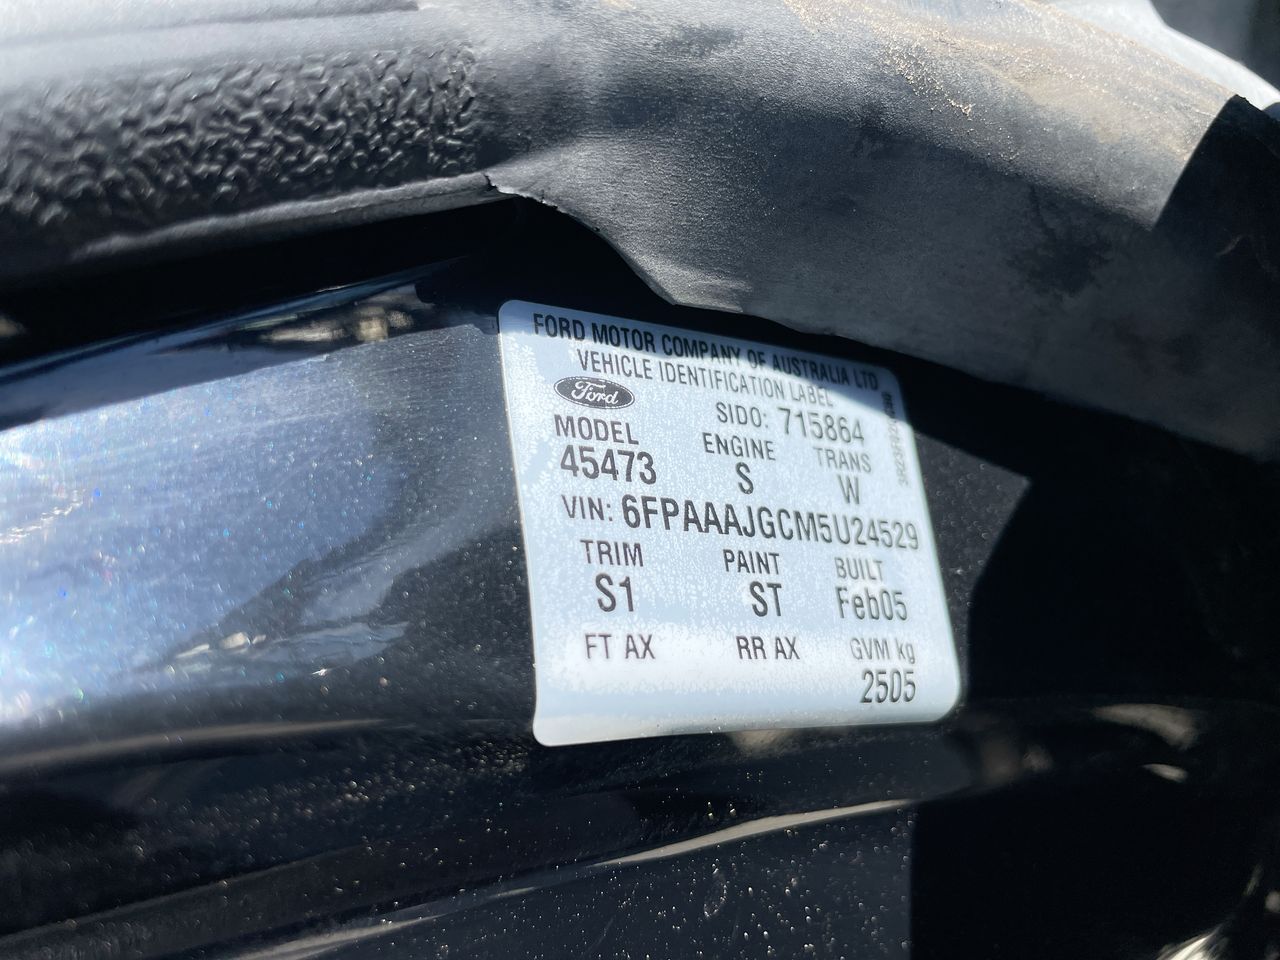 FORD MOTOR COMPANY OF AUSTRALIA LTD
VEHICLE IDENTIFICATION LABEL
Ford
SIDO: 715864
MODEL ENGINE TRANS
45473 S W
VIN: 6FPAAAJGCM5U24529
TRIM PAINT BUILT
S1 ST Feb05
FT AX RR AX GVM kg
2505